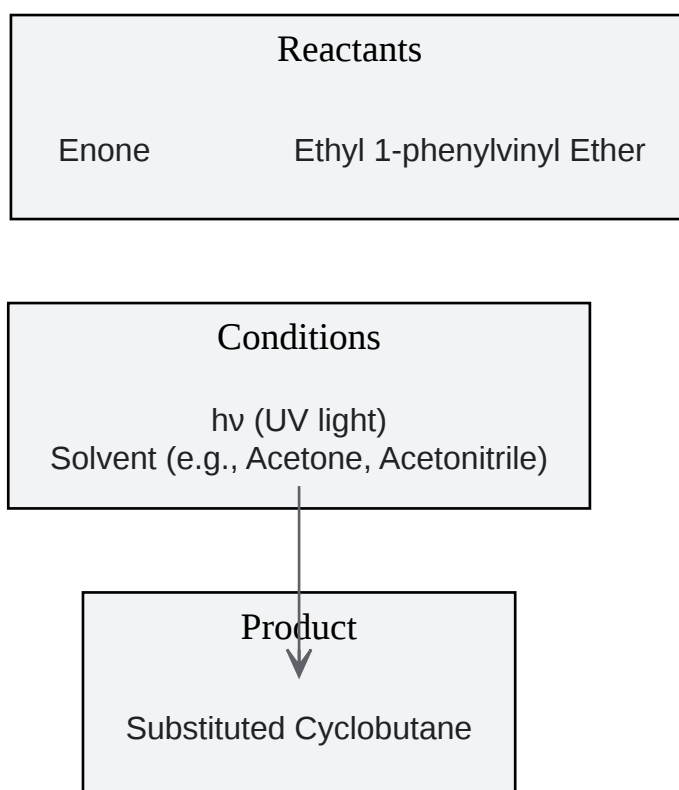 Reactants
Enone
Ethyl 1-phenylvinyl Ether
Conditions
hν (UV light)
Solvent (e.g., Acetone, Acetonitrile)
Product
Substituted Cyclobutane